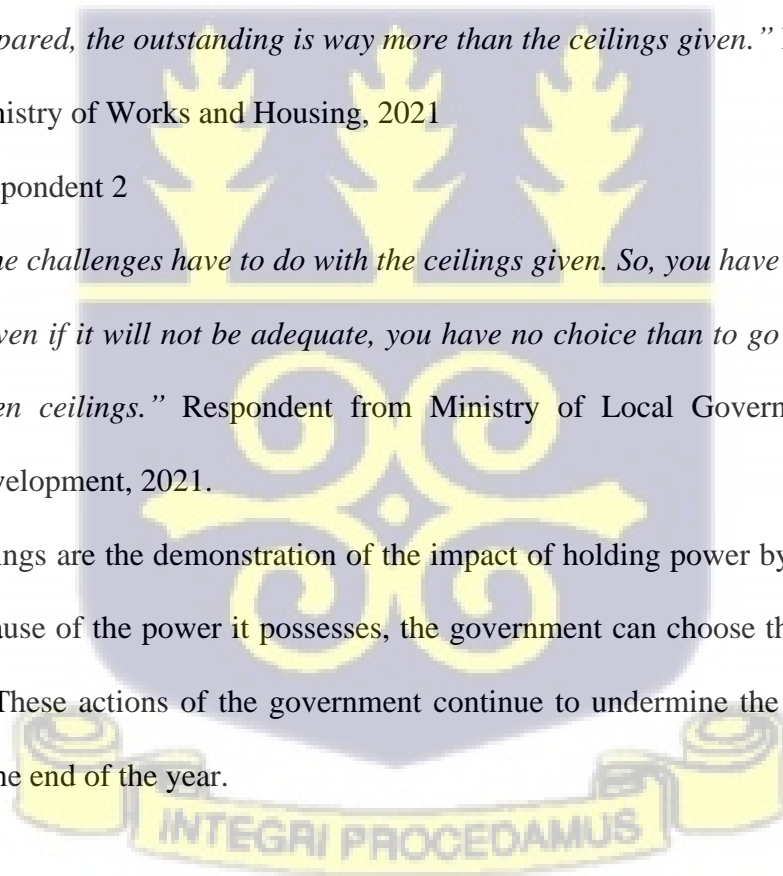 pared, the outstanding is way more than the ceilings given.”
nistry of Works and Housing, 2021
pondent 2
ne challenges have to do with the ceilings given. So, you have
ven if it will not be adequate, you have no choice than to go
en ceilings.” Respondent from Ministry of Local Govern
velopment, 2021.
ings are the demonstration of the impact of holding power by
ause of the power it possesses, the government can choose th
These actions of the government continue to undermine the
ne end of the year.
INTEGRI PROCEDAMUS